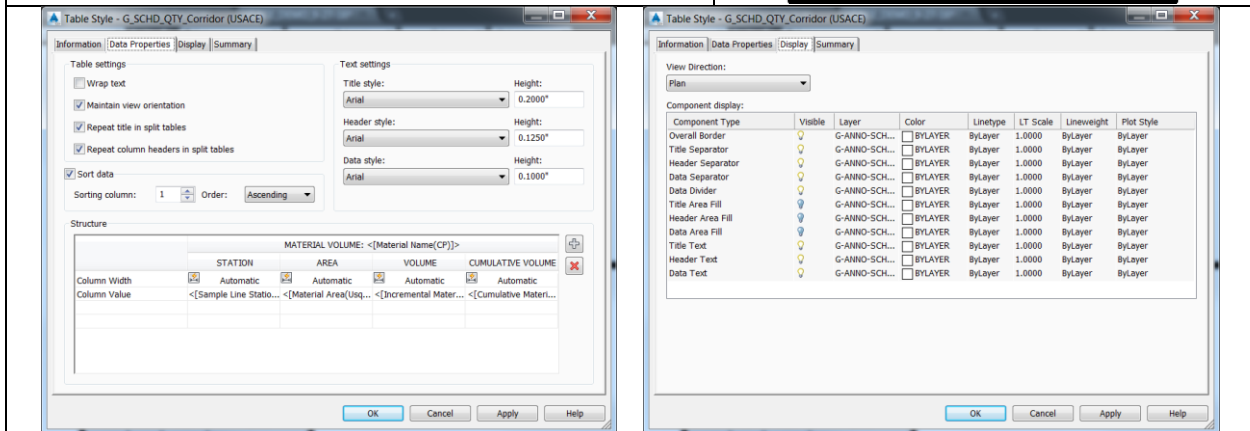 Table Style - G_SCHD_QTY_Corridor (USACE)
Information Data Properties Display Summary
Table settings
Wrap text
Maintain view orientation
Repeat title in split tables
Repeat column headers in split tables
Sort data
Sorting column: 1 Order: Ascending
Text settings
Title style: Height:
Arial 0.2000"
Header style: Height:
Arial 0.1250"
Data style: Height:
Arial 0.1000"
Structure
MATERIAL VOLUME: <[Material Name(CP)]>
STATION AREA VOLUME CUMULATIVE VOLUME
Column Width Automatic Automatic Automatic Automatic
Column Value <[Sample Line Statio... <[Material Area(Usq... <[Incremental Mater... <[Cumulative Materi...
OK Cancel Apply Help
Table Style - G_SCHD_QTY_Corridor (USACE)
Information Data Properties Display Summary
View Direction:
Plan
Component display:
Component Type Visible Layer Color Linetype LT Scale Lineweight Plot Style
Overall Border G-ANNO-SCH... BYLAYER ByLayer 1.0000 ByLayer ByLayer
Title Separator G-ANNO-SCH... BYLAYER ByLayer 1.0000 ByLayer ByLayer
Header Separator G-ANNO-SCH... BYLAYER ByLayer 1.0000 ByLayer ByLayer
Data Separator G-ANNO-SCH... BYLAYER ByLayer 1.0000 ByLayer ByLayer
Data Divider G-ANNO-SCH... BYLAYER ByLayer 1.0000 ByLayer ByLayer
Title Area Fill G-ANNO-SCH... BYLAYER ByLayer 1.0000 ByLayer ByLayer
Header Area Fill G-ANNO-SCH... BYLAYER ByLayer 1.0000 ByLayer ByLayer
Data Area Fill G-ANNO-SCH... BYLAYER ByLayer 1.0000 ByLayer ByLayer
Title Text G-ANNO-SCH... BYLAYER ByLayer 1.0000 ByLayer ByLayer
Header Text G-ANNO-SCH... BYLAYER ByLayer 1.0000 ByLayer ByLayer
Data Text G-ANNO-SCH... BYLAYER ByLayer 1.0000 ByLayer ByLayer
OK Cancel Apply Help